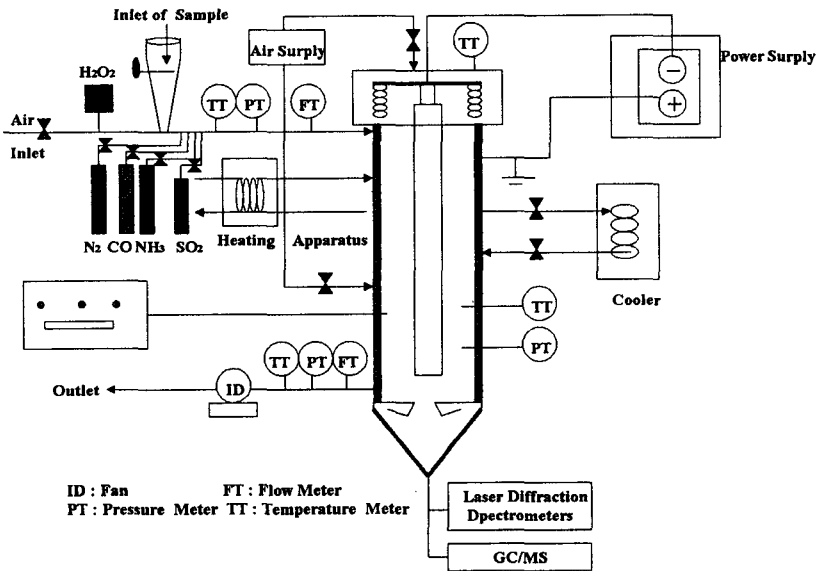 Inlet of Sample
Air Surply
TT
Power Surply
−
+
H2O2
TT PT FT
Air
Inlet
N2 CO NH3 SO2
Heating Apparatus
Cooler
TT
PT
TT PT FT
Outlet
ID
ID : Fan FT : Flow Meter
PT : Pressure Meter TT : Temperature Meter
Laser Diffraction
Dpectrometers
GC/MS